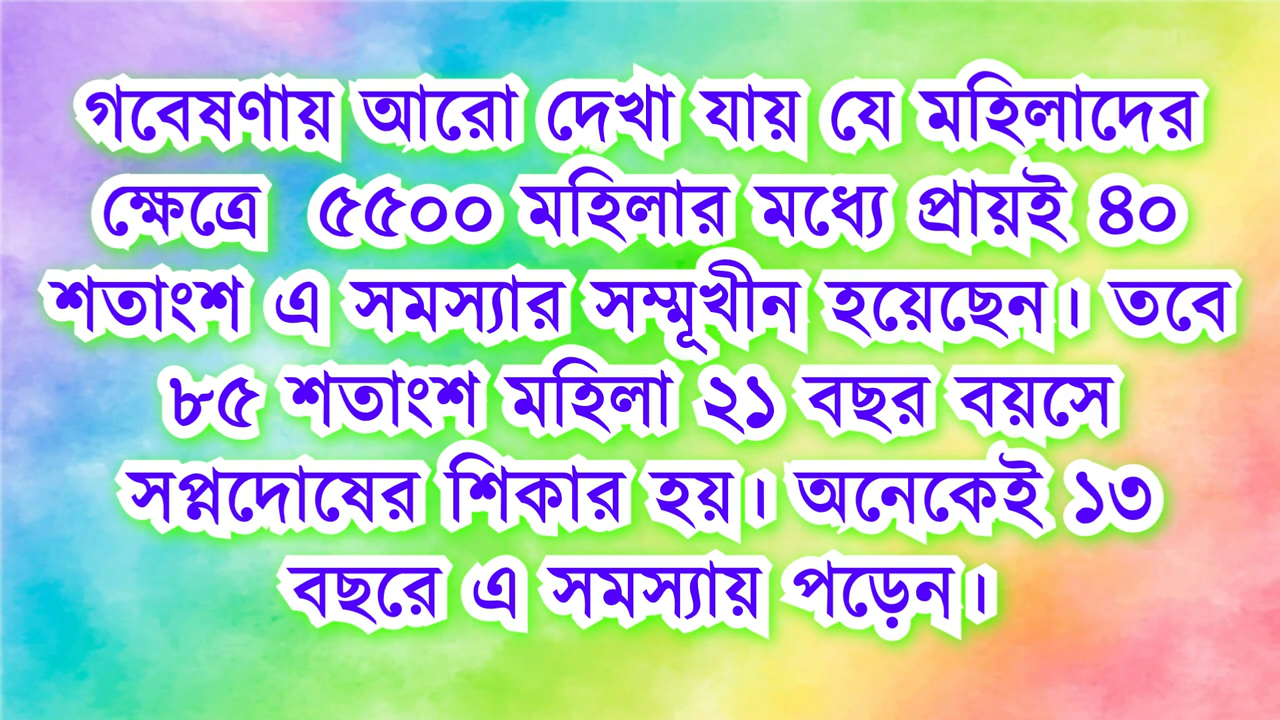 গবেষণায় আরো দেখা যায় যে মহিলাদের
ক্ষেত্রে ৫৫০০ মহিলার মধ্যে প্রায়ই ৪০
শতাংশ এ সমস্যার সম্মূখীন হয়েছেন। তবে
৮৫ শতাংশ মহিলা ২১ বছর বয়সে
সপ্নদোষের শিকার হয়। অনেকেই ১৩
বছরে এ সমস্যায় পড়েন।